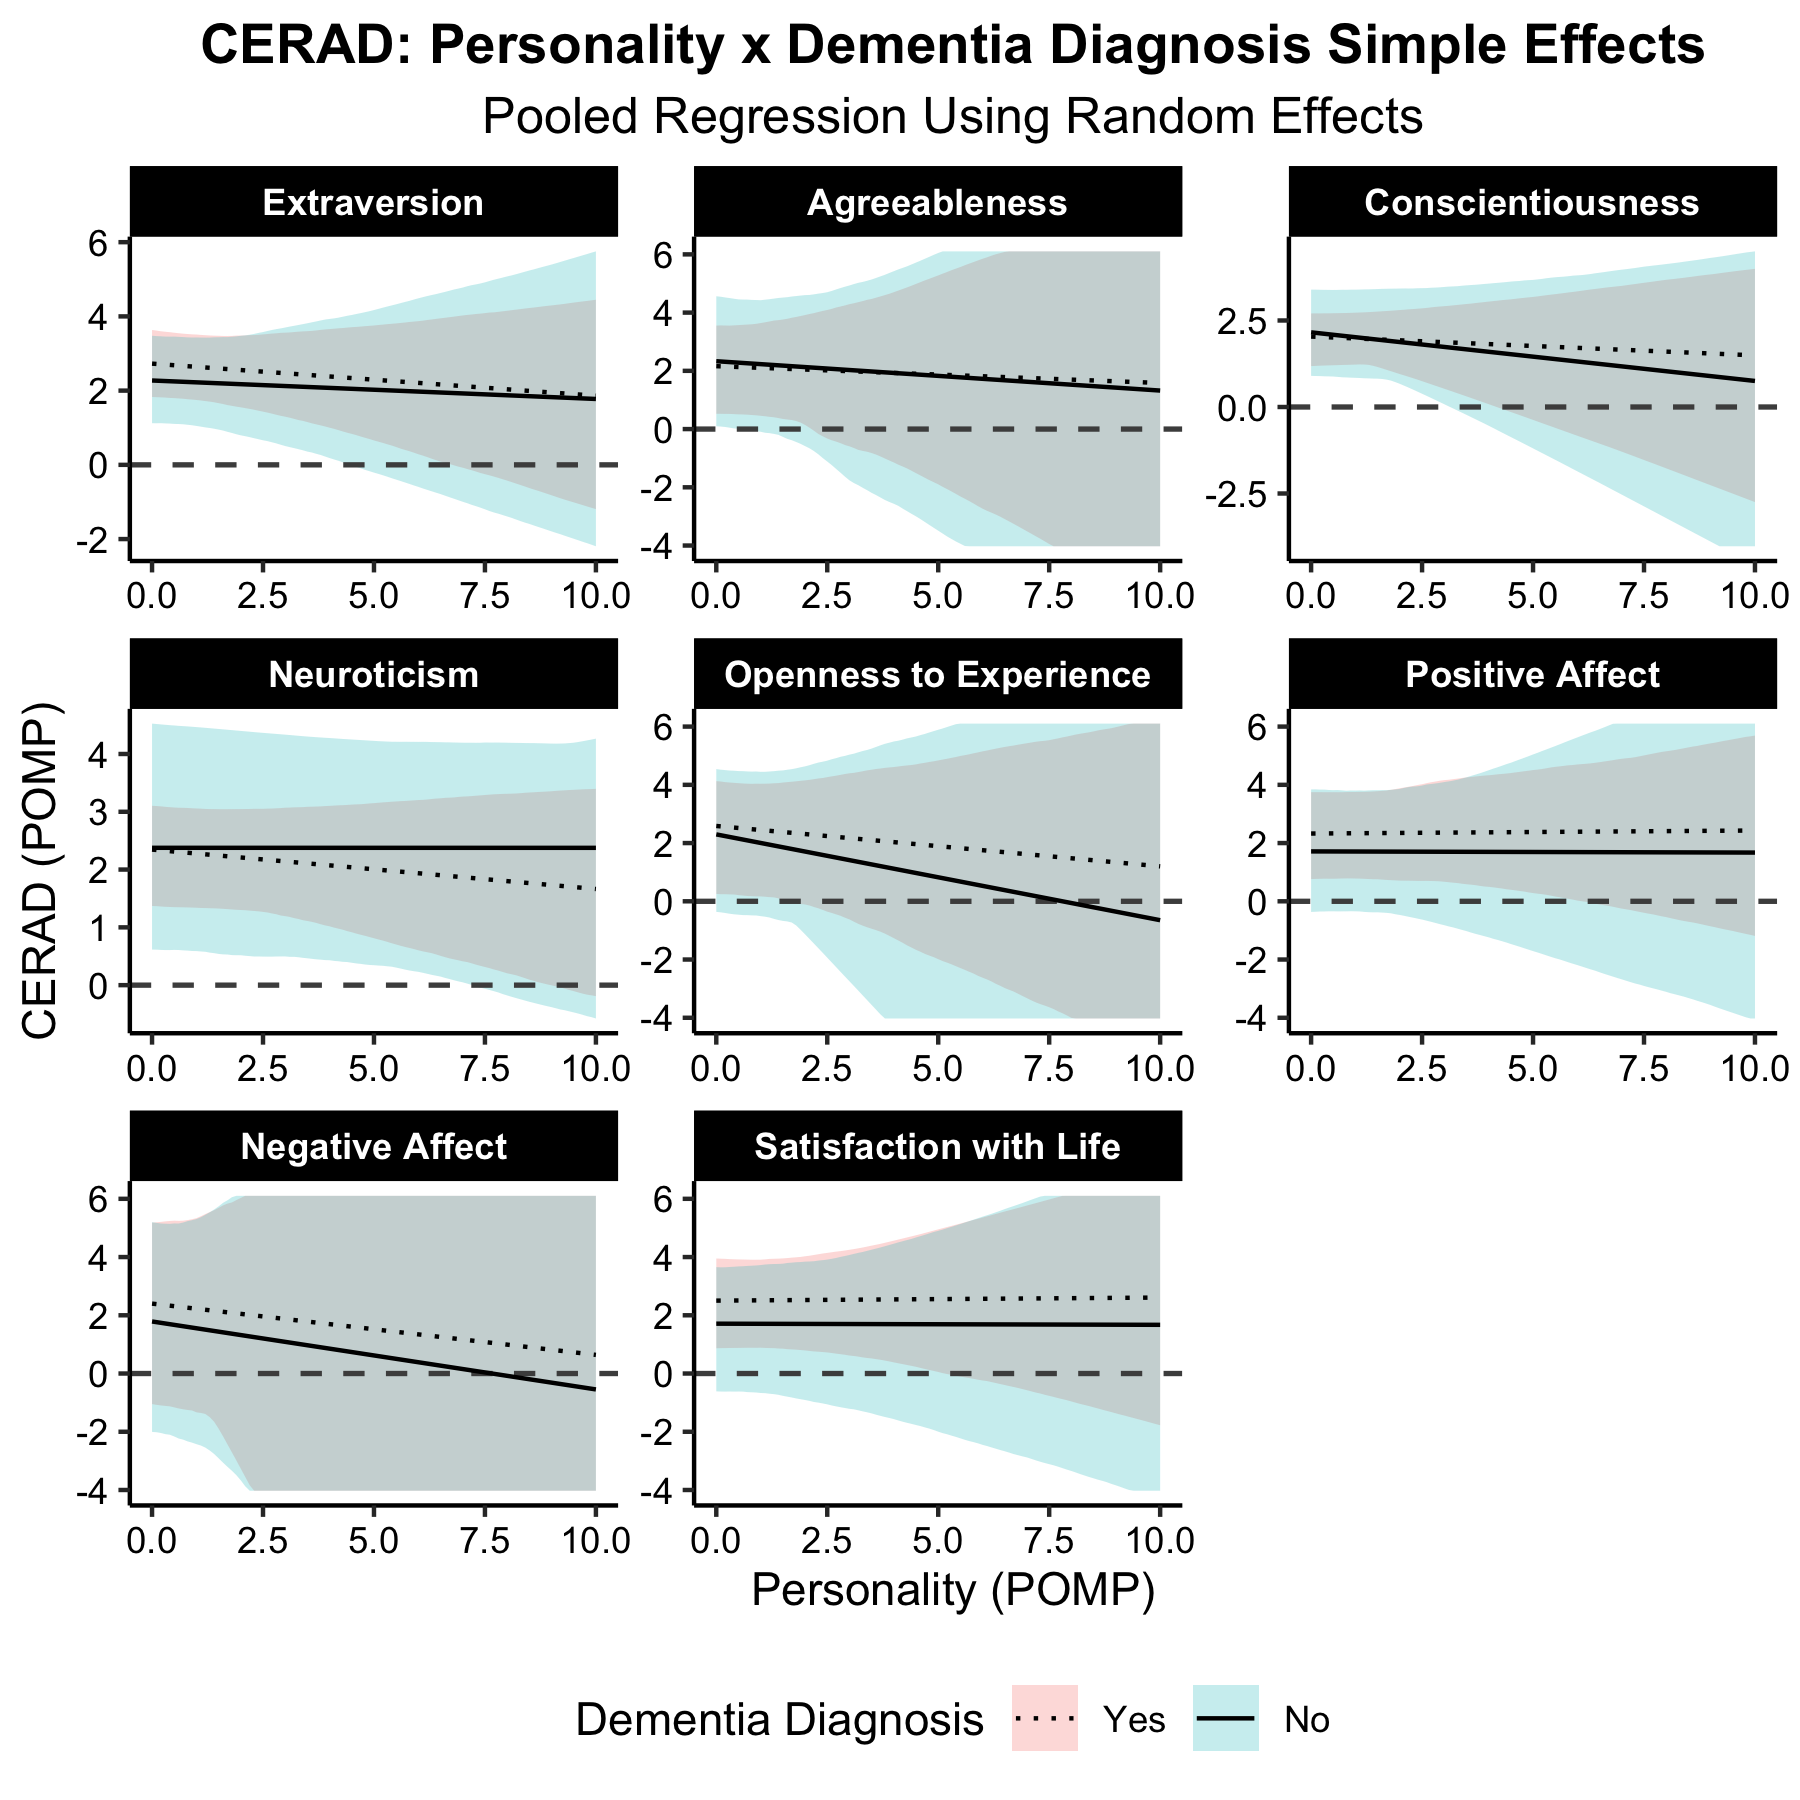 CERAD: Personality x Dementia Diagnosis Simple Effects
Pooled Regression Using Random Effects
Extraversion
Agreeableness
Conscientiousness
6
4
2
0
-2
6
4
2
0
-2
-4
2.5
0.0
-2.5
0.0 2.5 5.0 7.5 10.0
0.0 2.5 5.0 7.5 10.0
0.0 2.5 5.0 7.5 10.0
CERAD (POMP)
Neuroticism
Openness to Experience
Positive Affect
4
3
2
1
0
6
4
2
0
-2
-4
6
4
2
0
-2
-4
0.0 2.5 5.0 7.5 10.0
0.0 2.5 5.0 7.5 10.0
0.0 2.5 5.0 7.5 10.0
Negative Affect
Satisfaction with Life
6
4
2
0
-2
-4
6
4
2
0
-2
-4
0.0 2.5 5.0 7.5 10.0
0.0 2.5 5.0 7.5 10.0
Personality (POMP)
Dementia Diagnosis Yes No